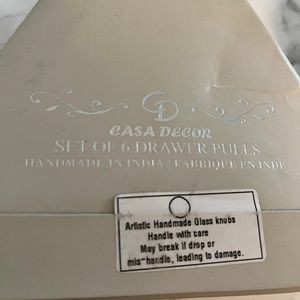 CD
CASA DECOR
SET OF 6 DRAWER PULLS
HANDMADE IN INDIA / FABRIQUE EN INDE
Artistic Handmade Glass knobs
Handle with care
May break if drop or
mis-handle, leading to damage.